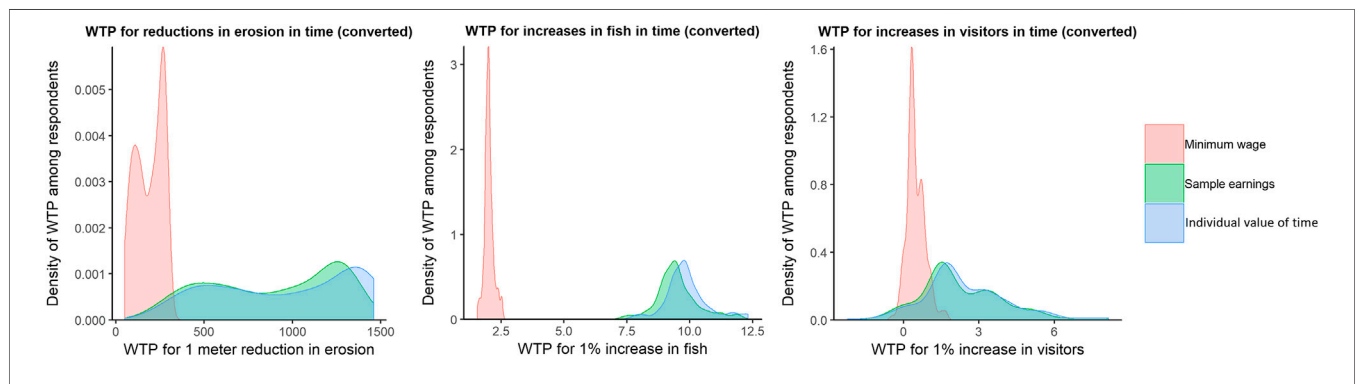 WTP for reductions in erosion in time (converted)
Density of WTP among respondents
0.005
0.004
0.003
0.002
0.001
0.000
0
500
1000
1500
WTP for 1 meter reduction in erosion
WTP for increases in fish in time (converted)
Density of WTP among respondents
3
2
1
0
2.5
5.0
7.5
10.0
12.5
WTP for 1% increase in fish
WTP for increases in visitors in time (converted)
Density of WTP among respondents
1.6
1.2
0.8
0.4
0.0
0
3
6
WTP for 1% increase in visitors
Minimum wage
Sample earnings
Individual value of time